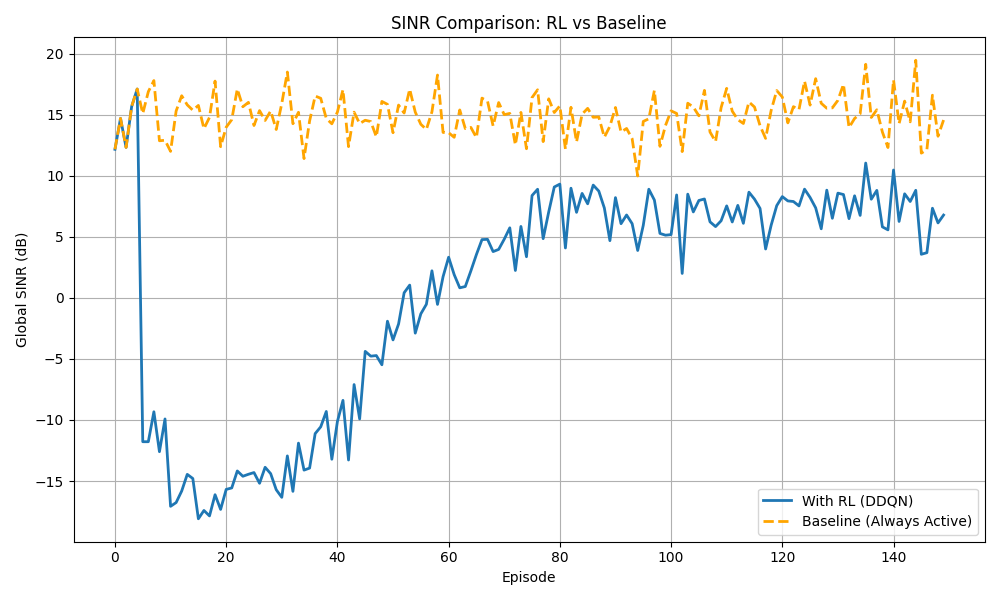 SINR Comparison: RL vs Baseline
20
15
10
5
0
−5
−10
−15
Global SINR (dB)
With RL (DDQN)
Baseline (Always Active)
0 20 40 60 80 100 120 140
Episode